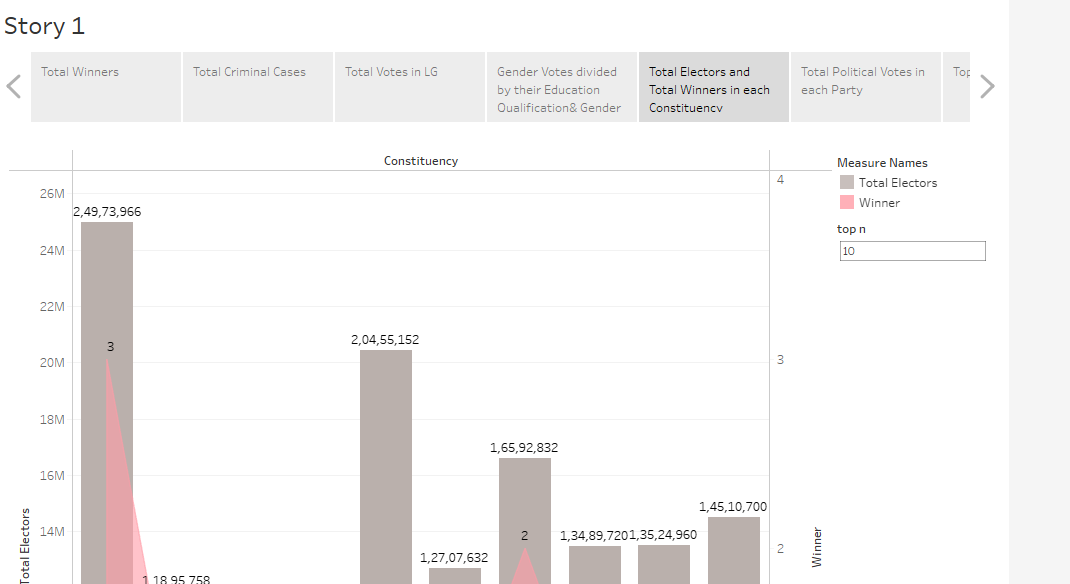 Story 1
Total Winners
Total Criminal Cases
Total Votes in LG
Gender Votes divided
by their Education
Qualification& Gender
Total Electors and
Total Winners in each
Constituency
Total Political Votes in
each Party
Constituency
26M
24M
22M
20M
18M
16M
14M
Total Electors
2,49,73,966
3
1,18,95,758
2,04,55,152
1,27,07,632
1,65,92,832
2
1,34,89,720
1,35,24,960
1,45,10,700
4
3
2
Winner
Measure Names
Total Electors
Winner
top n
10